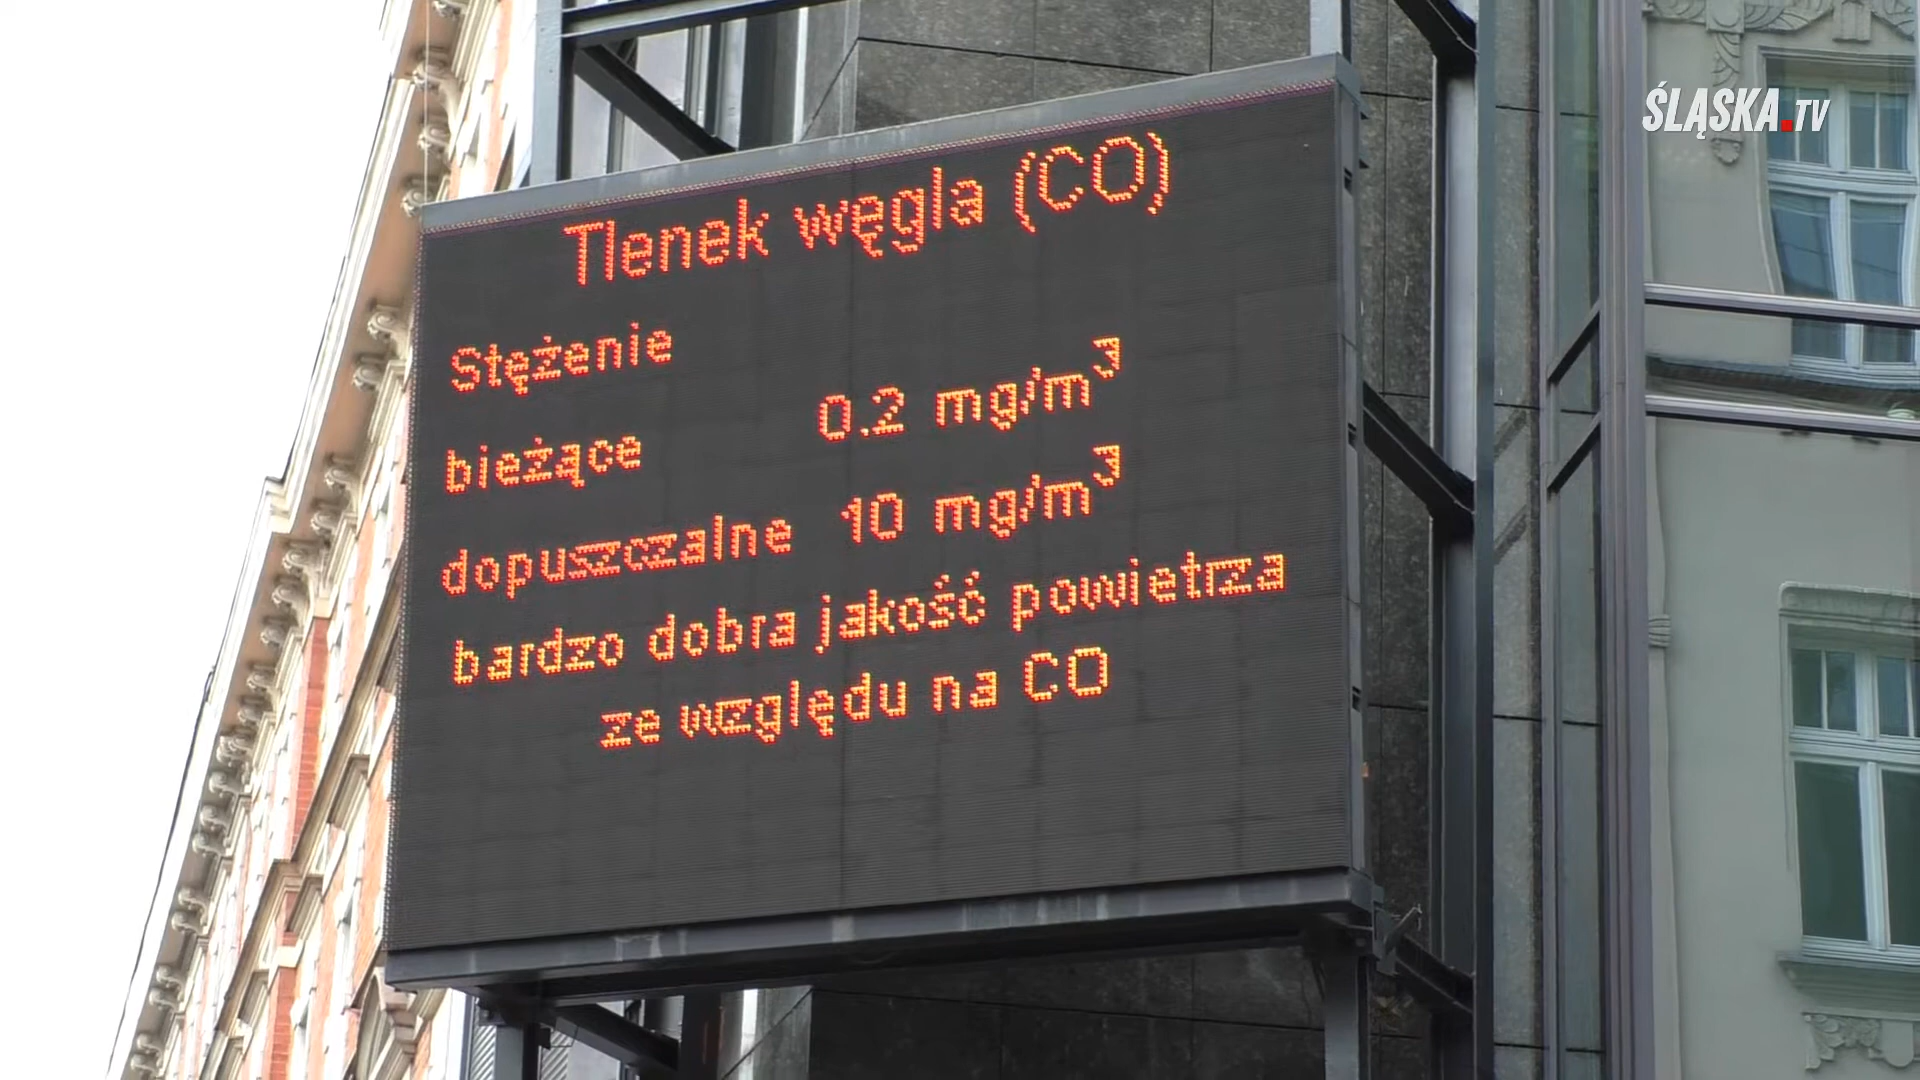 ŚLĄSKA.TV
Tlenek węgla (CO)
Stężenie
bieżące 0.2 mg/m³
dopuszczalne 10 mg/m³
bardzo dobra jakość powietrza
ze względu na CO